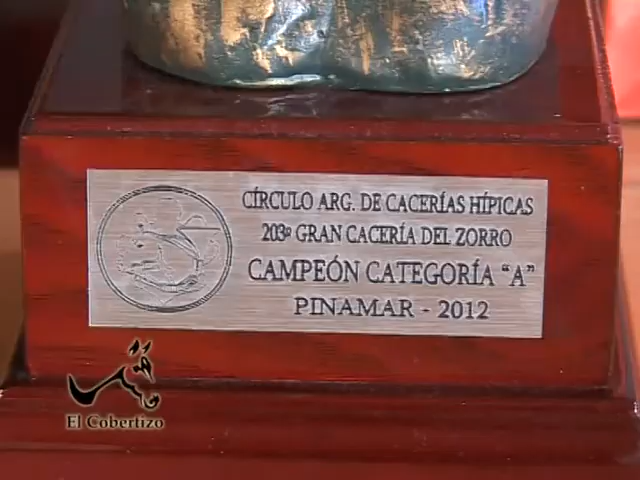 CÍRCULO ARG. DE CACERÍAS HÍPICAS
203º GRAN CACERÍA DEL ZORRO
CAMPEÓN CATEGORÍA "A"
PINAMAR - 2012
El Cobertizo